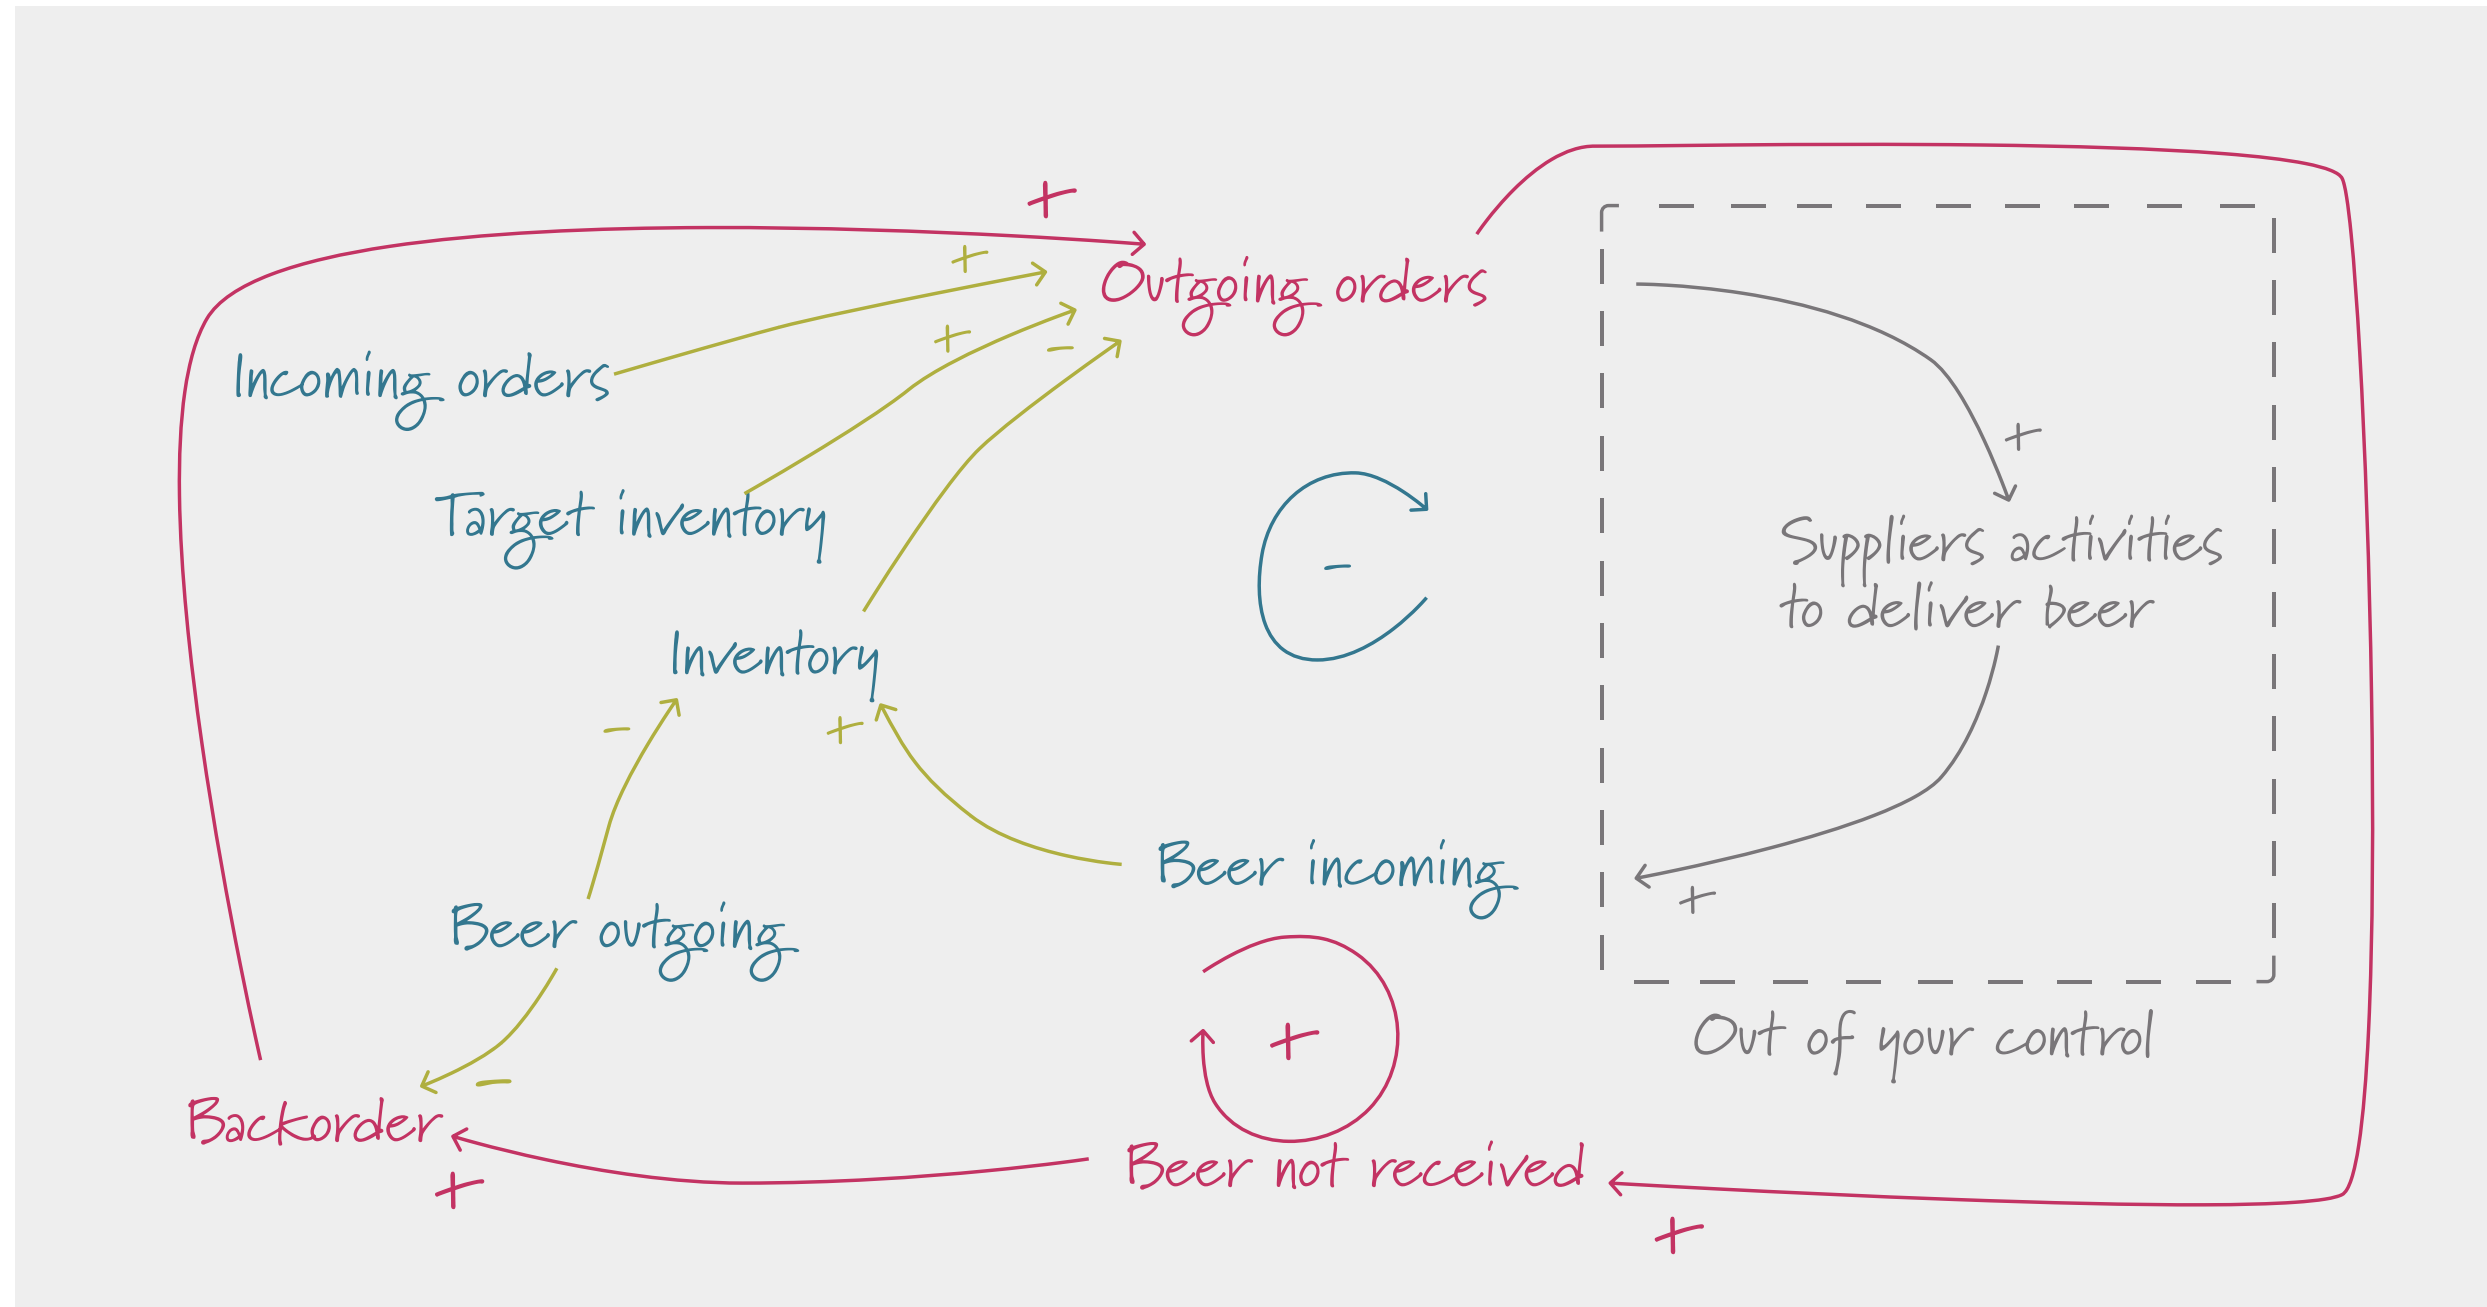 +
+
Outgoing orders
+
-
Incoming orders
+
Target inventory
Suppliers activities
to deliver beer
-
Inventory
-
+
Beer incoming
+
Beer outgoing
+
Out of your control
-
Backorder
Beer not received
+
+